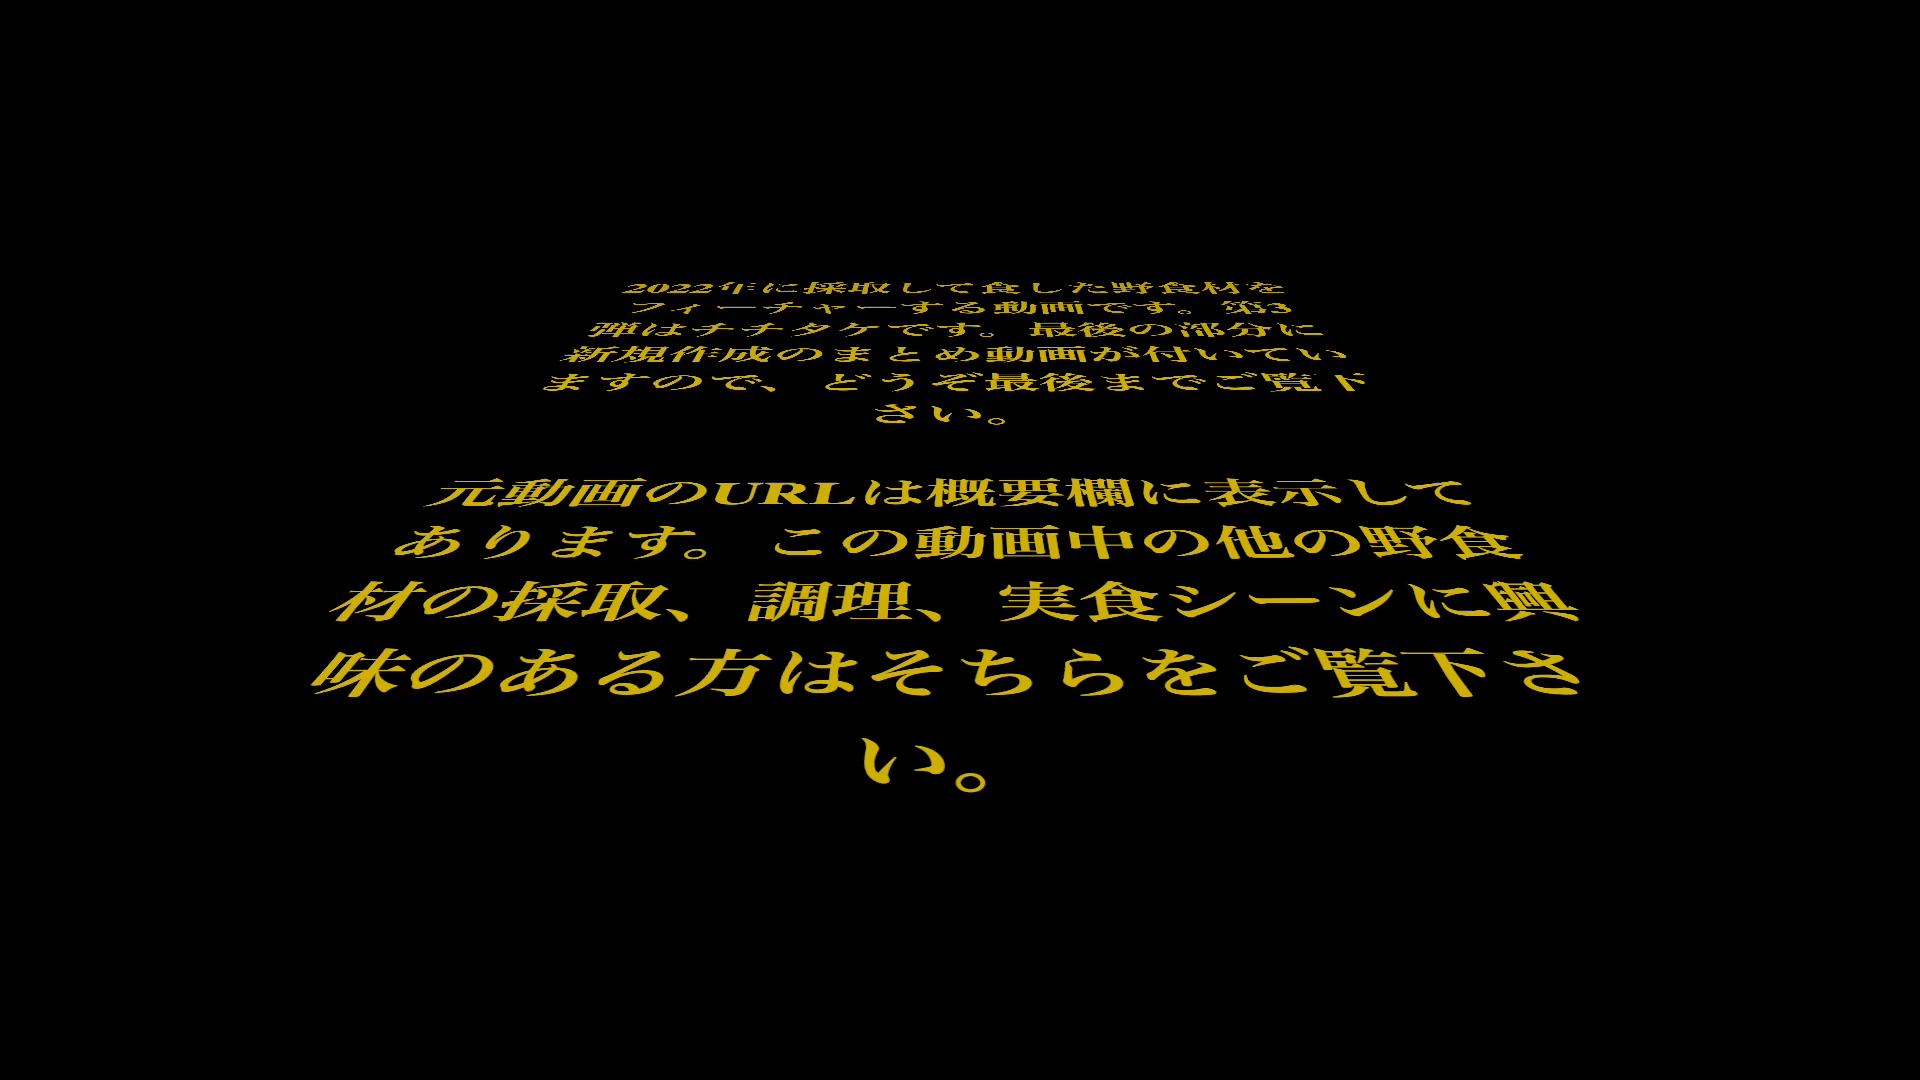 2022年に採取して食した野食材を
フィーチャーする動画です。第3
弾はチチタケです。最後の部分に
新規作成のまとめ動画が付いてい
ますので、どうぞ最後までご覧下
さい。
元動画のURLは概要欄に表示して
あります。この動画中の他の野食
材の採取、調理、実食シーンに興
味のある方はそちらをご覧下さ
い。